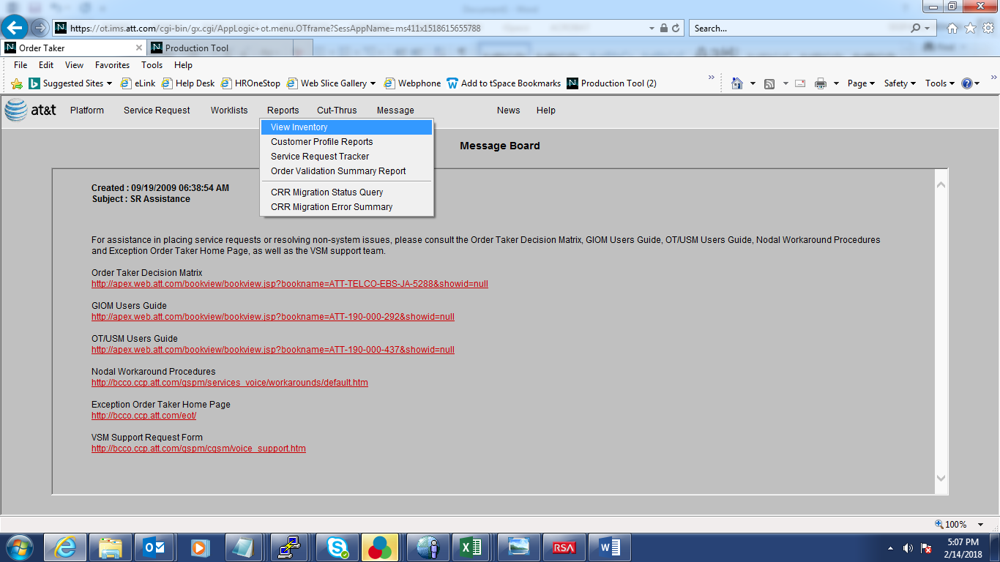 https://ot.ims.att.com/cgi-bin/gx.cgi/AppLogic+ot.menu.OTframe?SessAppName=ms411x1518615655788
Search...
Order Taker
Production Tool
File Edit View Favorites Tools Help
Suggested Sites eLink Help Desk HROneStop Web Slice Gallery Webphone Add to tSpace Bookmarks Production Tool (2) Page Safety Tools
at&t Platform Service Request Worklists Reports Cut-Thrus Message News Help
View Inventory
Customer Profile Reports
Service Request Tracker
Order Validation Summary Report
CRR Migration Status Query
CRR Migration Error Summary
Message Board
Created : 09/19/2009 06:38:54 AM
Subject : SR Assistance
For assistance in placing service requests or resolving non-system issues, please consult the Order Taker Decision Matrix, GIOM Users Guide, OT/USM Users Guide, Nodal Workaround Procedures
and Exception Order Taker Home Page, as well as the VSM support team.
Order Taker Decision Matrix
http://apex.web.att.com/bookview/bookview.jsp?bookname=ATT-TELCO-EBS-JA-5288&showid=null
GIOM Users Guide
http://apex.web.att.com/bookview/bookview.jsp?bookname=ATT-190-000-292&showid=null
OT/USM Users Guide
http://apex.web.att.com/bookview/bookview.jsp?bookname=ATT-190-000-437&showid=null
Nodal Workaround Procedures
http://bcco.ccp.att.com/gspm/services_voice/workarounds/default.htm
Exception Order Taker Home Page
http://bcco.ccp.att.com/eot/
VSM Support Request Form
http://bcco.ccp.att.com/gspm/cgsm/voice_support.htm
100%
RSA
5:07 PM
2/14/2018